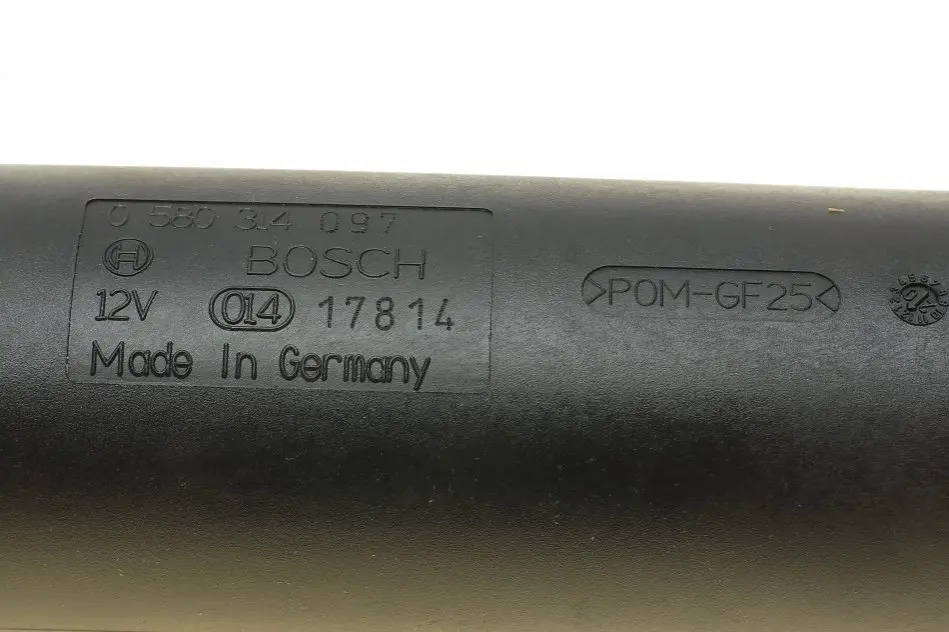 0 580 314 097
BOSCH
12V 014 17814
Made In Germany
>POM-GF25<